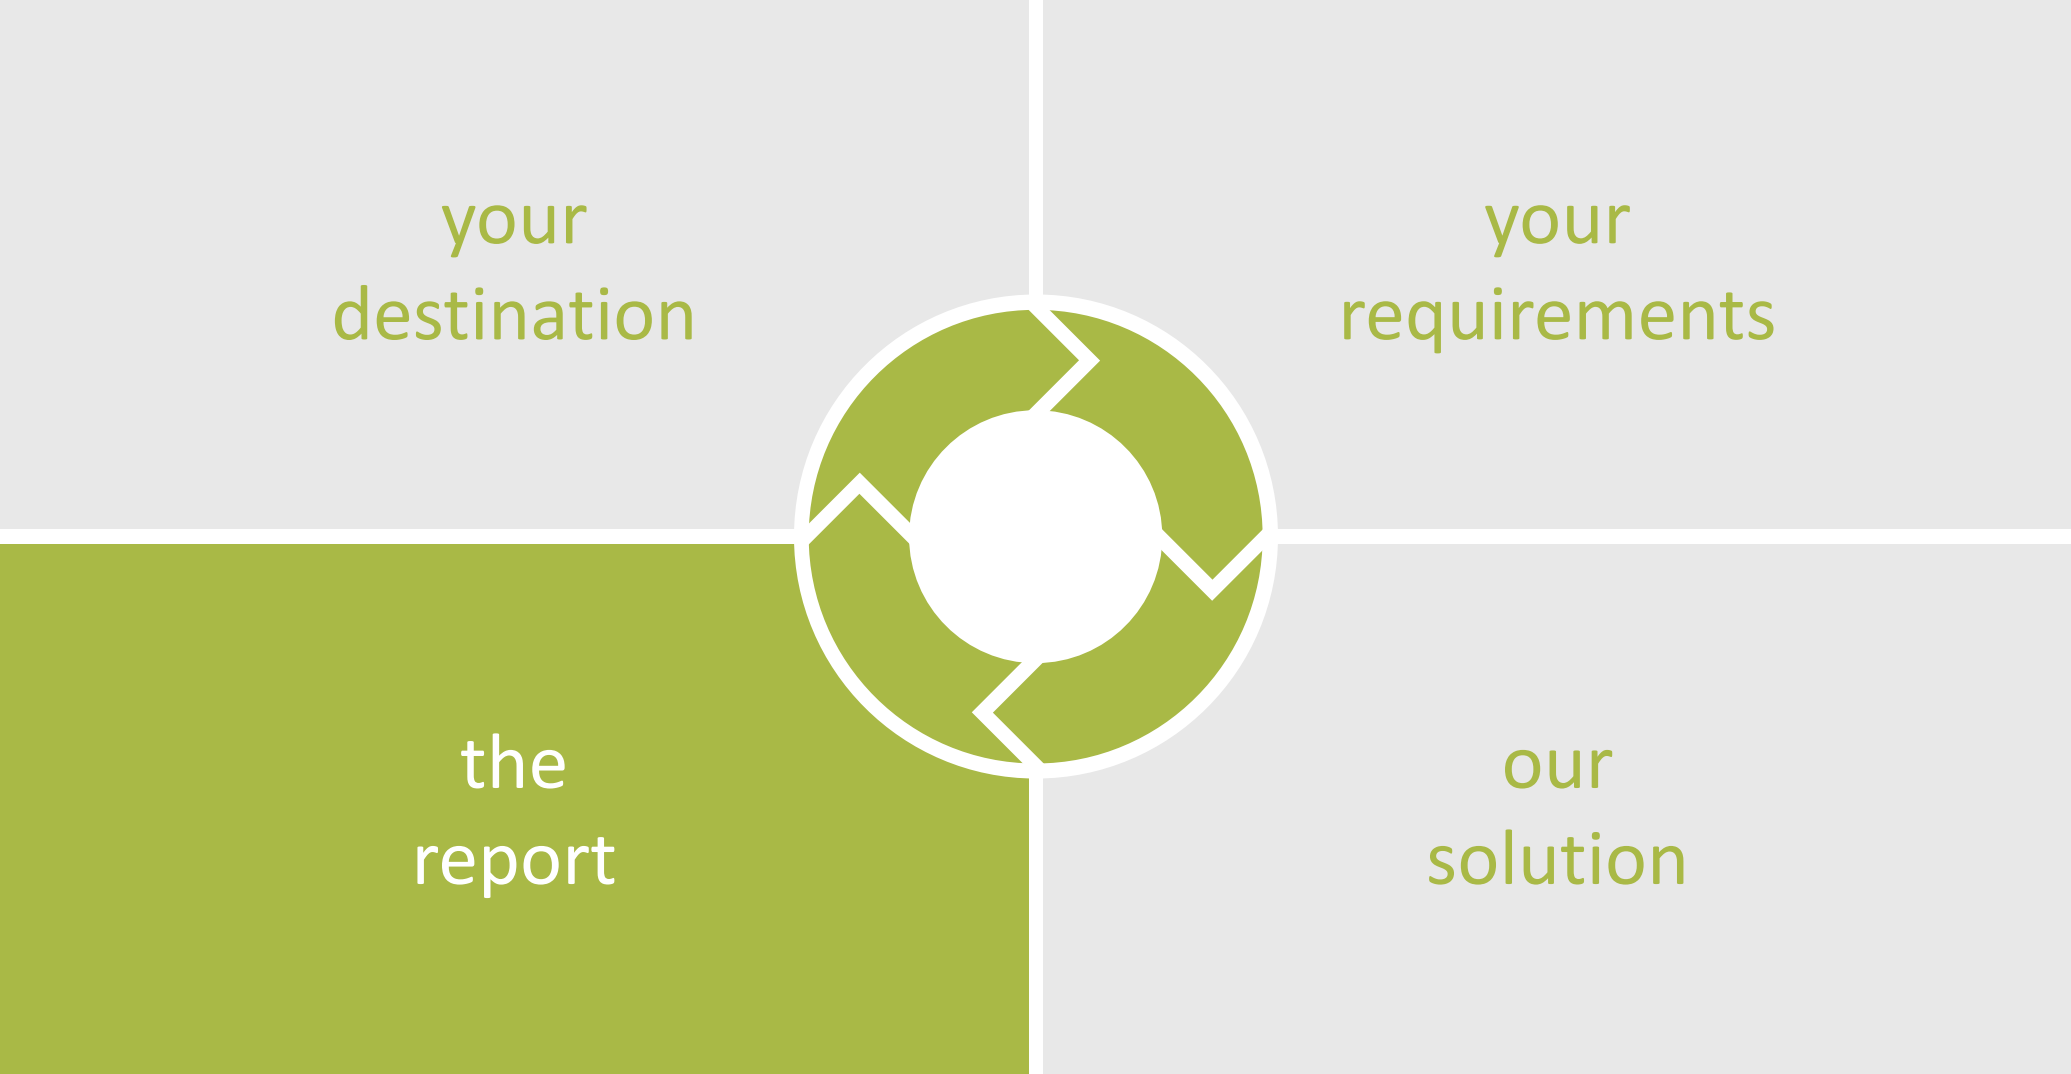 your
destination
your
requirements
the
report
our
solution